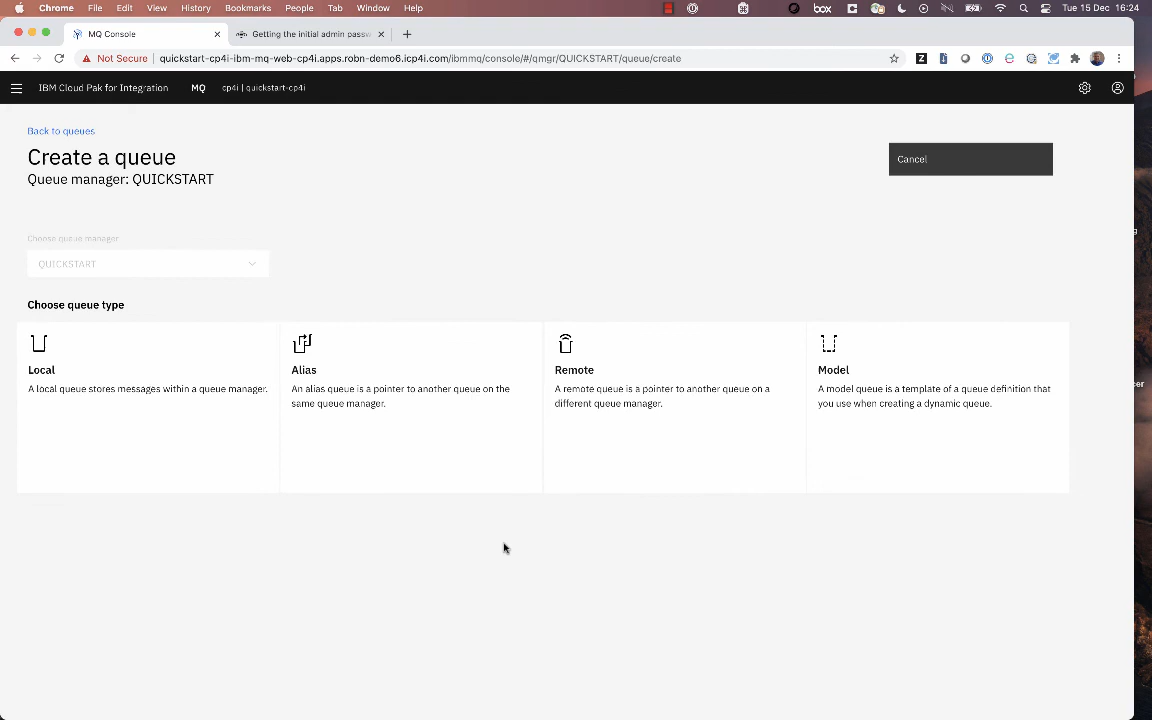 Chrome File Edit View History Bookmarks People Tab Window Help box Tue 15 Dec 16:24
MQ Console Getting the initial admin passw
Not Secure quickstart-cp4i-ibm-mq-web-cp4i.apps.robn-demo6.icp4i.com/ibmmq/console/#/qmgr/QUICKSTART/queue/create
IBM Cloud Pak for Integration MQ cp4i | quickstart-cp4i
Back to queues
Create a queue
Cancel
Queue manager: QUICKSTART
Choose queue manager
QUICKSTART
Choose queue type
Local
A local queue stores messages within a queue manager.
Alias
An alias queue is a pointer to another queue on the
same queue manager.
Remote
A remote queue is a pointer to another queue on a
different queue manager.
Model
A model queue is a template of a queue definition that
you use when creating a dynamic queue.